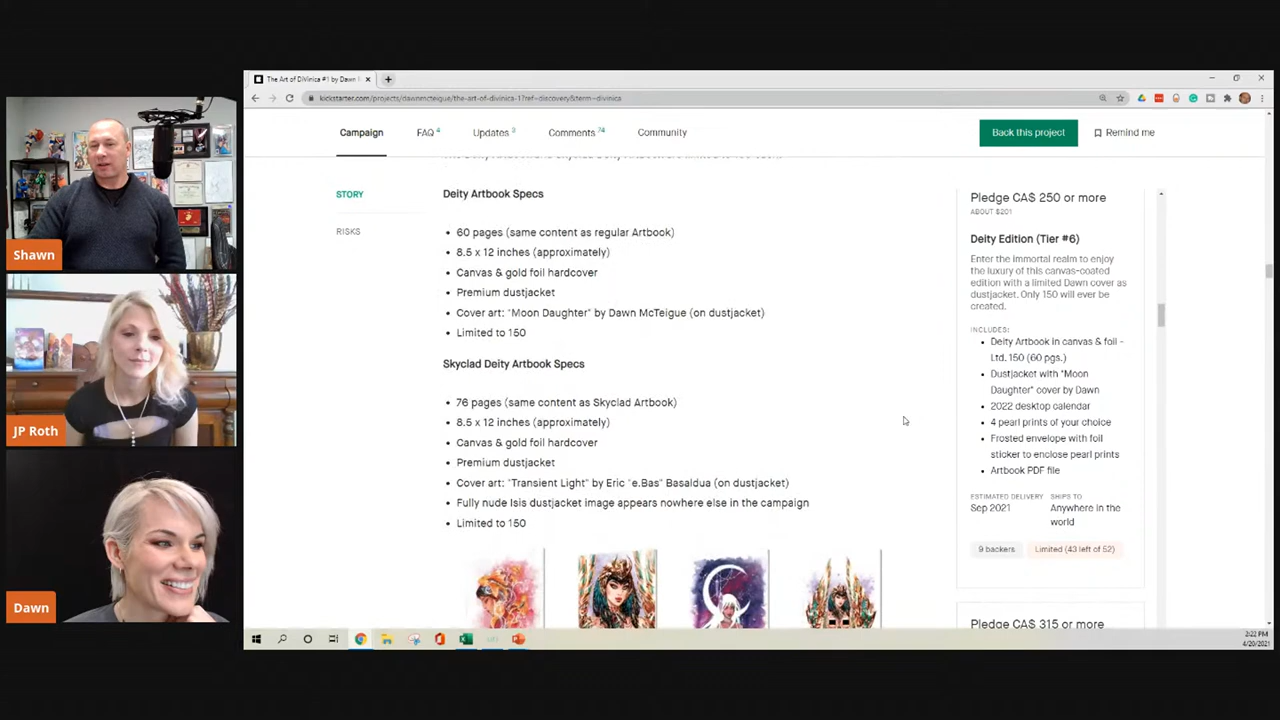 The Art of DiVinica #1 by Dawn
kickstarter.com/projects/dawnmcteigue/the-art-of-divinica-1?ref=discovery&term=divinica
Campaign
FAQ 4
Updates 3
Comments 74
Community
Back this project
Remind me
STORY
RISKS
Deity Artbook Specs
• 60 pages (same content as regular Artbook)
• 8.5 x 12 inches (approximately)
• Canvas & gold foil hardcover
• Premium dustjacket
• Cover art: "Moon Daughter" by Dawn McTeigue (on dustjacket)
• Limited to 150
Skyclad Deity Artbook Specs
• 76 pages (same content as Skyclad Artbook)
• 8.5 x 12 inches (approximately)
• Canvas & gold foil hardcover
• Premium dustjacket
• Cover art: "Transient Light" by Eric "e.Bas" Basaldua (on dustjacket)
• Fully nude Isis dustjacket image appears nowhere else in the campaign
• Limited to 150
Pledge CA$ 250 or more
ABOUT $201
Deity Edition (Tier #6)
Enter the immortal realm to enjoy
the luxury of this canvas-coated
edition with a limited Dawn cover as
dustjacket. Only 150 will ever be
created.
INCLUDES:
• Deity Artbook in canvas & foil -
Ltd. 150 (60 pgs.)
• Dustjacket with "Moon
Daughter" cover by Dawn
• 2022 desktop calendar
• 4 pearl prints of your choice
• Frosted envelope with foil
sticker to enclose pearl prints
• Artbook PDF file
ESTIMATED DELIVERY
Sep 2021
SHIPS TO
Anywhere in the
world
9 backers
Limited (43 left of 52)
Pledge CA$ 315 or more
Shawn
JP Roth
Dawn
2:22 PM
4/20/2021